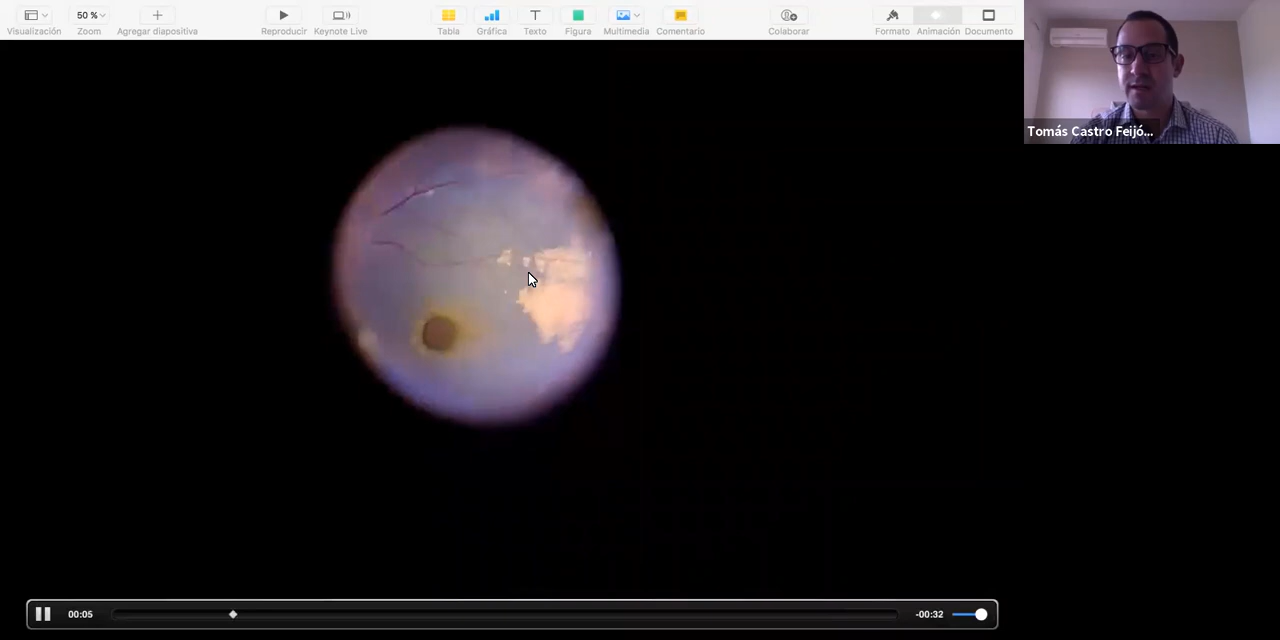 Visualización
50 %
Zoom
Agregar diapositiva
Reproducir
Keynote Live
Tabla
Gráfica
Texto
Figura
Multimedia
Comentario
Colaborar
Formato
Animación
Documento
Tomás Castro Feijó...
00:05
-00:32